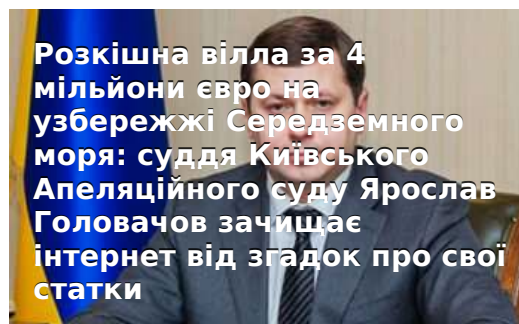 Розкішна вілла за 4
мільйони євро на
узбережжі Середземного
моря: суддя Київського
Апеляційного суду Ярослав
Головачов зачищає
інтернет від згадок про свої
статки